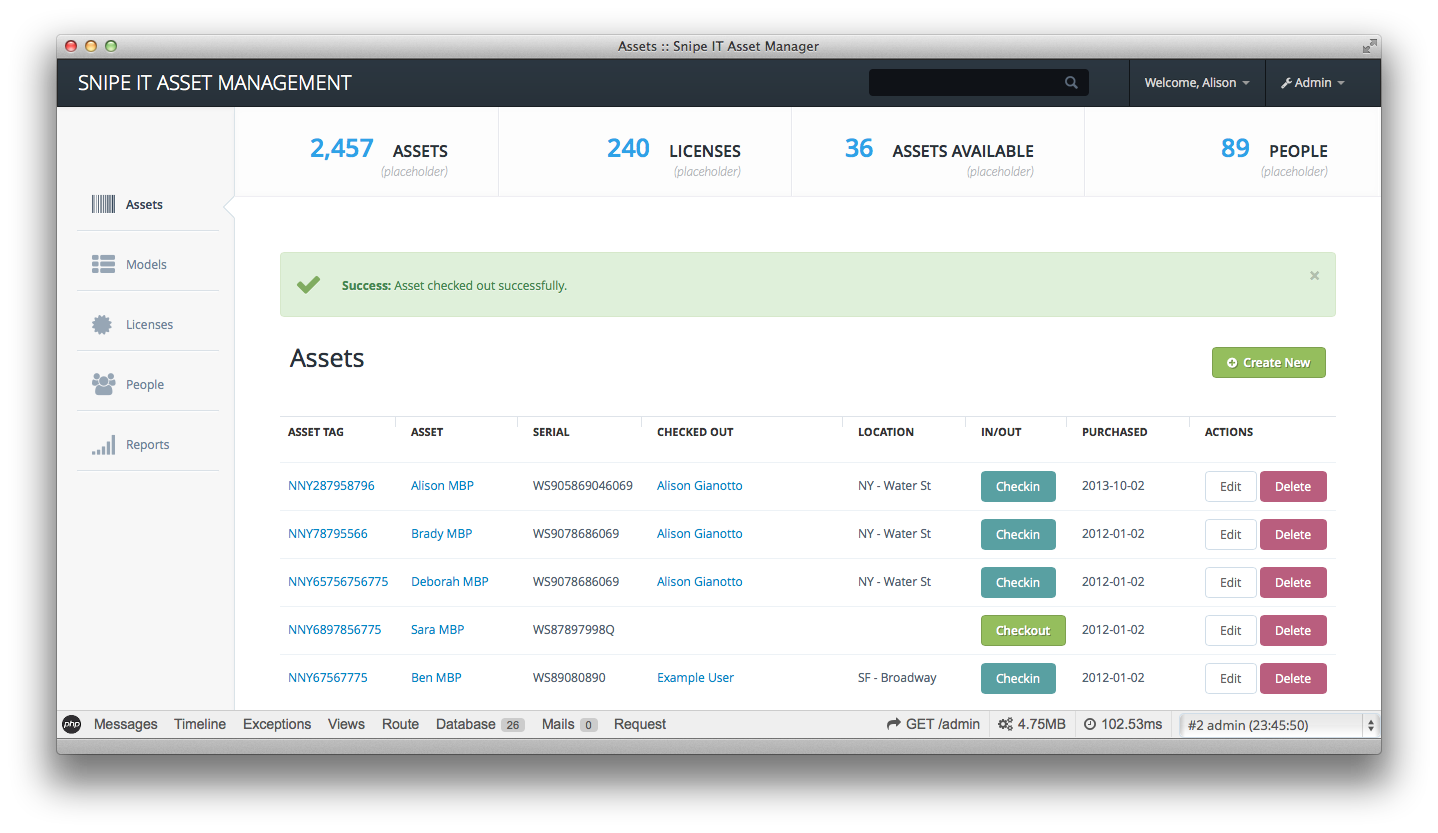 Assets :: Snipe IT Asset Manager
SNIPE IT ASSET MANAGEMENT Welcome, Alison Admin
2,457 ASSETS 240 LICENSES 36 ASSETS AVAILABLE 89 PEOPLE
(placeholder) (placeholder) (placeholder) (placeholder)
Assets
Models
Licenses
People
Reports
Success: Asset checked out successfully. ×
Assets Create New
ASSET TAG ASSET SERIAL CHECKED OUT LOCATION IN/OUT PURCHASED ACTIONS
NNY287958796 Alison MBP WS905869046069 Alison Gianotto NY - Water St Checkin 2013-10-02 Edit Delete
NNY78795566 Brady MBP WS9078686069 Alison Gianotto NY - Water St Checkin 2012-01-02 Edit Delete
NNY65756756775 Deborah MBP WS9078686069 Alison Gianotto NY - Water St Checkin 2012-01-02 Edit Delete
NNY6897856775 Sara MBP WS87897998Q Checkout 2012-01-02 Edit Delete
NNY67567775 Ben MBP WS89080890 Example User SF - Broadway Checkin 2012-01-02 Edit Delete
php Messages Timeline Exceptions Views Route Database 26 Mails 0 Request GET /admin 4.75MB 102.53ms #2 admin (23:45:50)